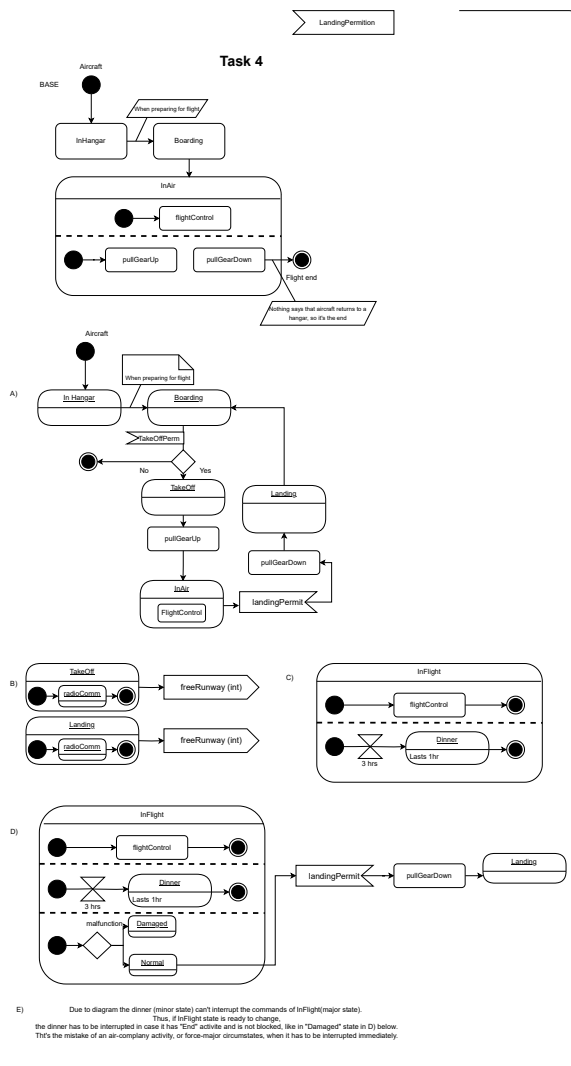 LandingPermition
Task 4
Aircraft
BASE
When preparing for flight
InHangar
Boarding
InAir
flightControl
pullGearUp
pullGearDown
Flight end
Nothing says that aircraft returns to a
hangar, so it's the end
Aircraft
When preparing for flight
A)
In Hangar
Boarding
TakeOffPerm
No
Yes
TakeOff
Landing
pullGearUp
pullGearDown
InAir
FlightControl
landingPermit
B)
TakeOff
radioComm
freeRunway (int)
Landing
radioComm
freeRunway (int)
C)
InFlight
flightControl
Dinner
Lasts 1hr
3 hrs
D)
InFlight
flightControl
Dinner
Lasts 1hr
3 hrs
malfunction
Damaged
Normal
landingPermit
pullGearDown
Landing
E)
Due to diagram the dinner (minor state) can't interrupt the commands of InFlight(major state).
Thus, if InFlight state is ready to change,
the dinner has to be interrupted in case it has "End" activite and is not blocked, like in "Damaged" state in D) below.
Tht's the mistake of an air-complany activity, or force-major circumstates, when it has to be interrupted immediately.